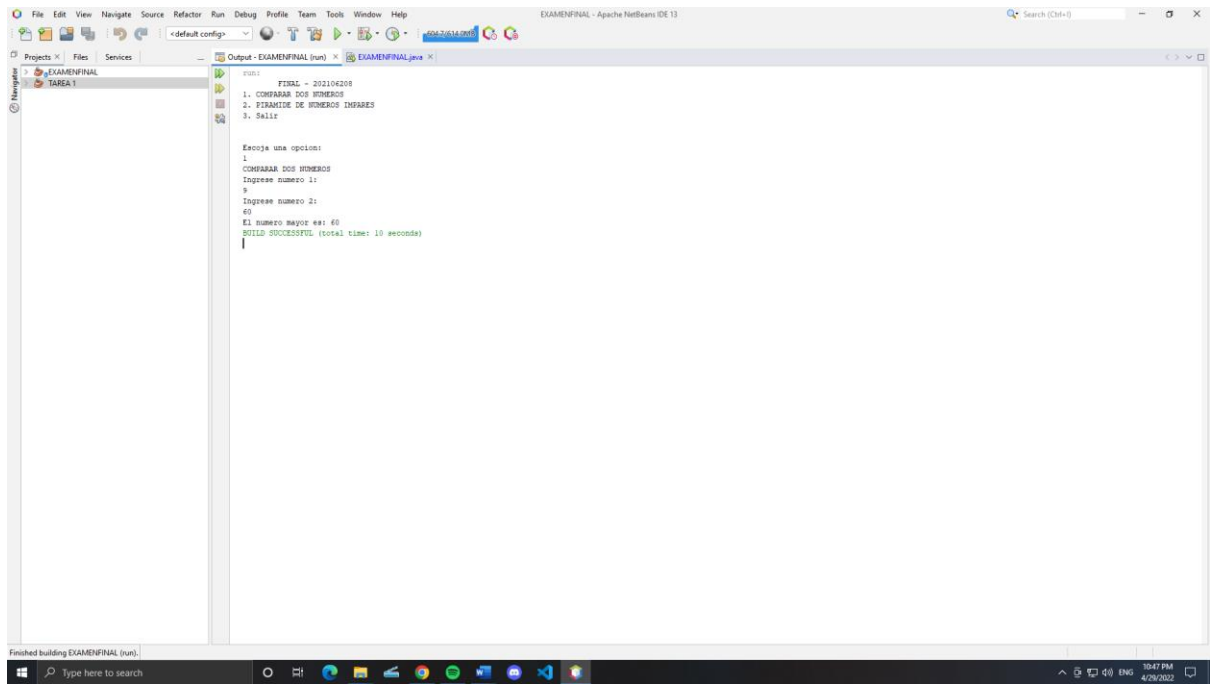 File Edit View Navigate Source Refactor Run Debug Profile Team Tools Window Help
EXAMENFINAL - Apache NetBeans IDE 13
Search (Ctrl+I)
<default config>
Projects Files Services
Output - EXAMENFINAL (run)
EXAMENFINAL.java
Navigator
EXAMENFINAL
TAREA 1
run:
FINAL - 202106208
1. COMPARAR DOS NUMEROS
2. PIRAMIDE DE NUMEROS IMPARES
3. Salir
Escoja una opcion:
1
COMPARAR DOS NUMEROS
Ingrese numero 1:
9
Ingrese numero 2:
60
El numero mayor es: 60
BUILD SUCCESSFUL (total time: 10 seconds)
Finished building EXAMENFINAL (run).
Type here to search
ENG
10:47 PM
4/29/2022